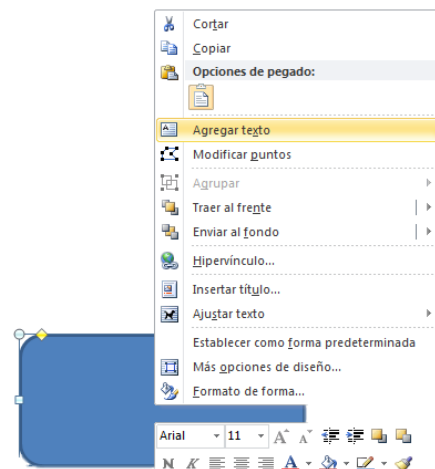 Cortar
Copiar
Opciones de pegado:
Agregar texto
Modificar puntos
Agrupar
Traer al frente
Enviar al fondo
Hipervínculo...
Insertar título...
Ajustar texto
Establecer como forma predeterminada
Más opciones de diseño...
Formato de forma...
Arial 11 A A
N K A